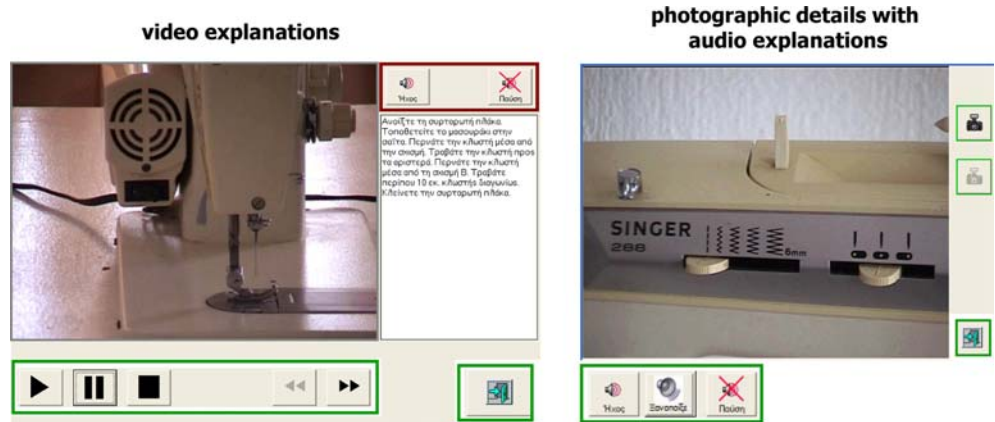 video explanations
photographic details with
audio explanations
Ήχος
Παύση
Ανοίξτε τη συρταρωτή πλάκα.
Τοποθετείτε το μασουράκι στην
σαΐτα. Περνάτε την κλωστή μέσα από
την σχισμή. Τραβάτε την κλωστή προς
τα αριστερά. Περνάτε την κλωστή
μέσα από τη σχισμή Β. Τραβάτε
περίπου 10 εκ. κλωστής διαγωνίως.
Κλείνετε την συρταρωτή πλάκα.
SINGER
288
6mm
Ήχος
Ξαναπαίξε
Παύση